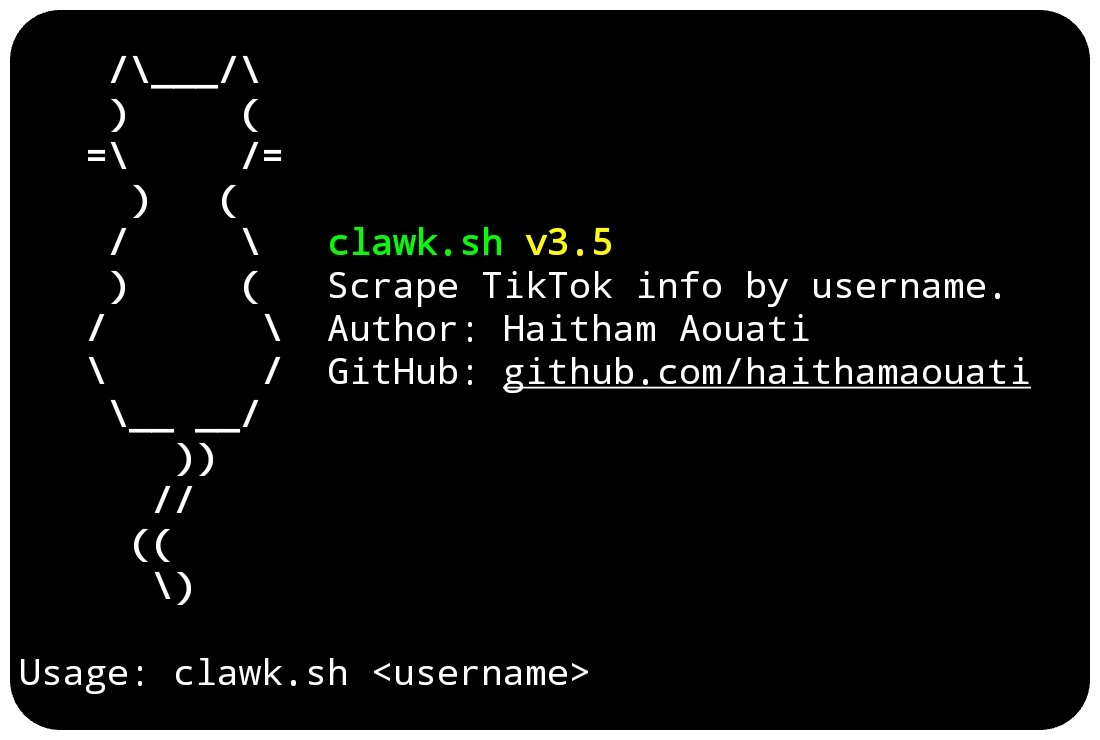 /\___/\
 )     (
=\     /=
  )   (
 /     \   clawk.sh v3.5
 )     (   Scrape TikTok info by username.
/       \  Author: Haitham Aouati
\       /  GitHub: github.com/haithamaouati
 \__ __/
    ))
   //
  ((
   \)
Usage: clawk.sh <username>